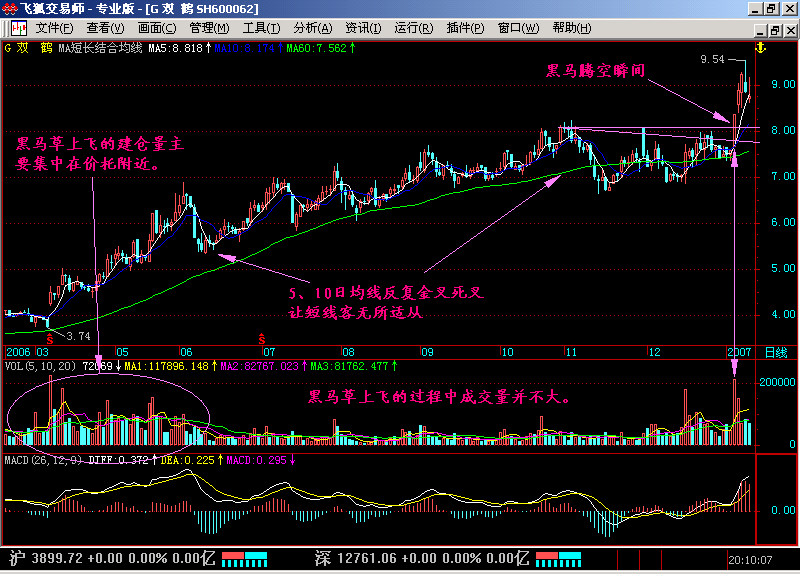 飞狐交易师 - 专业版 - [G 双 鹤 SH600062]
文件(F) 查看(V) 画面(C) 管理(M) 工具(T) 分析(A) 资讯(I) 运行(R) 插件(P) 窗口(W) 帮助(H)
G 双 鹤 MA短长结合均线 MA5:8.818↑ MA10:8.174↑ MA60:7.562↑
9.54
黑马腾空瞬间
9.00
8.00
黑马草上飞的建仓量主
要集中在价托附近。
7.00
6.00
5.00
5、10日均线反复金叉死叉
让短线客无所适从
4.00
3.74
2006 03 05 06 07 08 09 10 11 12 2007 日线
VOL(5,10,20) 72069↓ MA1:117896.148↑ MA2:82767.023↑ MA3:81762.477↑
200000
黑马草上飞的过程中成交量并不大。
0
MACD(26,12,9) DIFF:0.372↑ DEA:0.225↑ MACD:0.295↓
0.00
沪 3899.72 +0.00 0.00% 0.00亿 深 12761.06 +0.00 0.00% 0.00亿
20:10:07